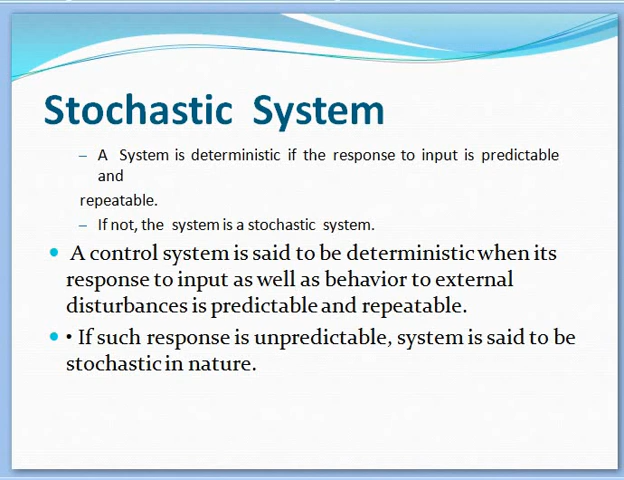 Stochastic System
– A System is deterministic if the response to input is predictable
and
repeatable.
– If not, the system is a stochastic system.
• A control system is said to be deterministic when its
response to input as well as behavior to external
disturbances is predictable and repeatable.
• • If such response is unpredictable, system is said to be
stochastic in nature.